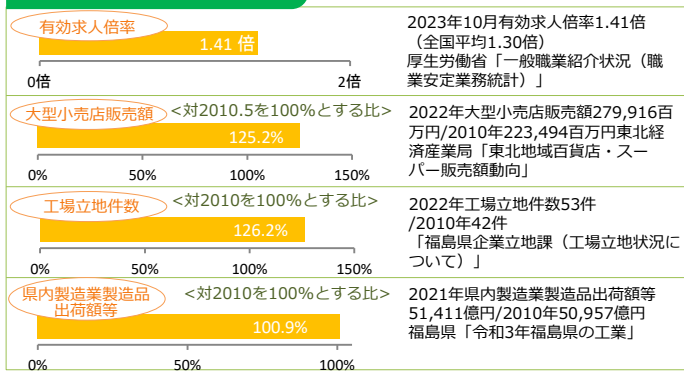 有効求人倍率
1.41 倍
0倍 2倍
2023年10月有効求人倍率1.41倍
（全国平均1.30倍）
厚生労働省「一般職業紹介状況（職
業安定業務統計）」
大型小売店販売額 <対2010.5を100%とする比>
125.2%
0% 50% 100% 150%
2022年大型小売店販売額279,916百
万円/2010年223,494百万円東北経
済産業局「東北地域百貨店・スー
パー販売額動向」
工場立地件数 <対2010を100%とする比>
126.2%
0% 50% 100% 150%
2022年工場立地件数53件
/2010年42件
「福島県企業立地課（工場立地状況に
ついて）」
県内製造業製造品 <対2010を100%とする比>
出荷額等
100.9%
0% 50% 100%
2021年県内製造業製造品出荷額等
51,411億円/2010年50,957億円
福島県「令和3年福島県の工業」